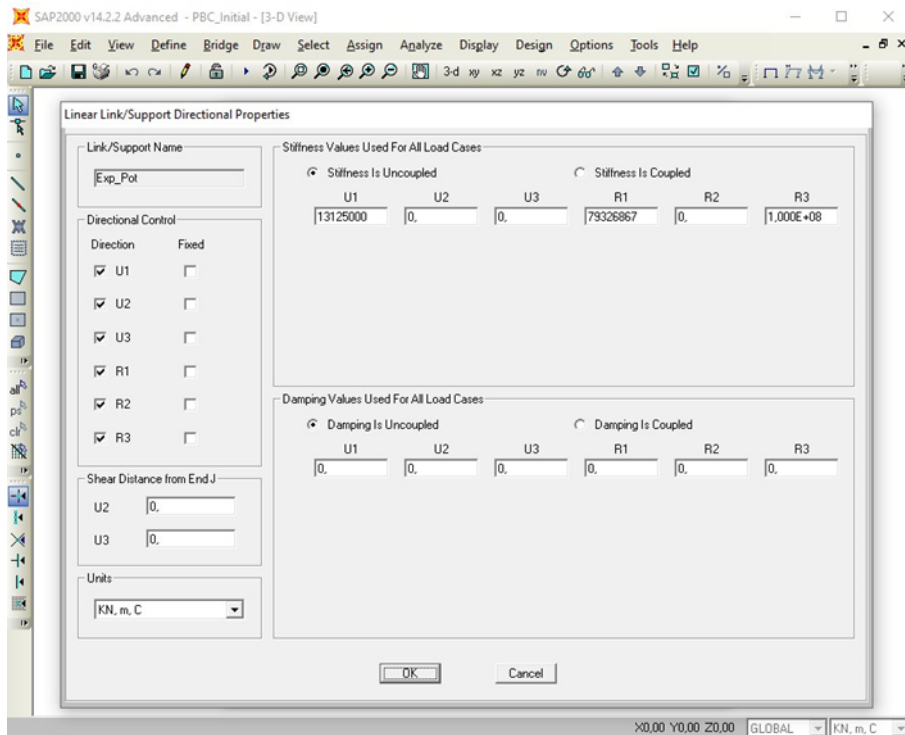 SAP2000 v14.2.2 Advanced - PBC_Initial - [3-D View]
File Edit View Define Bridge Draw Select Assign Analyze Display Design Options Tools Help
3-d xy xz yz nv
Linear Link/Support Directional Properties
Link/Support Name
Exp_Pot
Directional Control
Direction Fixed
U1
U2
U3
R1
R2
R3
Shear Distance from End J
U2 0,
U3 0,
Units
KN, m, C
Stiffness Values Used For All Load Cases
Stiffness Is Uncoupled Stiffness Is Coupled
U1 U2 U3 R1 R2 R3
13125000 0, 0, 79326867 0, 1,000E+08
Damping Values Used For All Load Cases
Damping Is Uncoupled Damping Is Coupled
U1 U2 U3 R1 R2 R3
0, 0, 0, 0, 0, 0,
OK Cancel
all
ps
clr
X0,00 Y0,00 Z0,00 GLOBAL KN, m, C